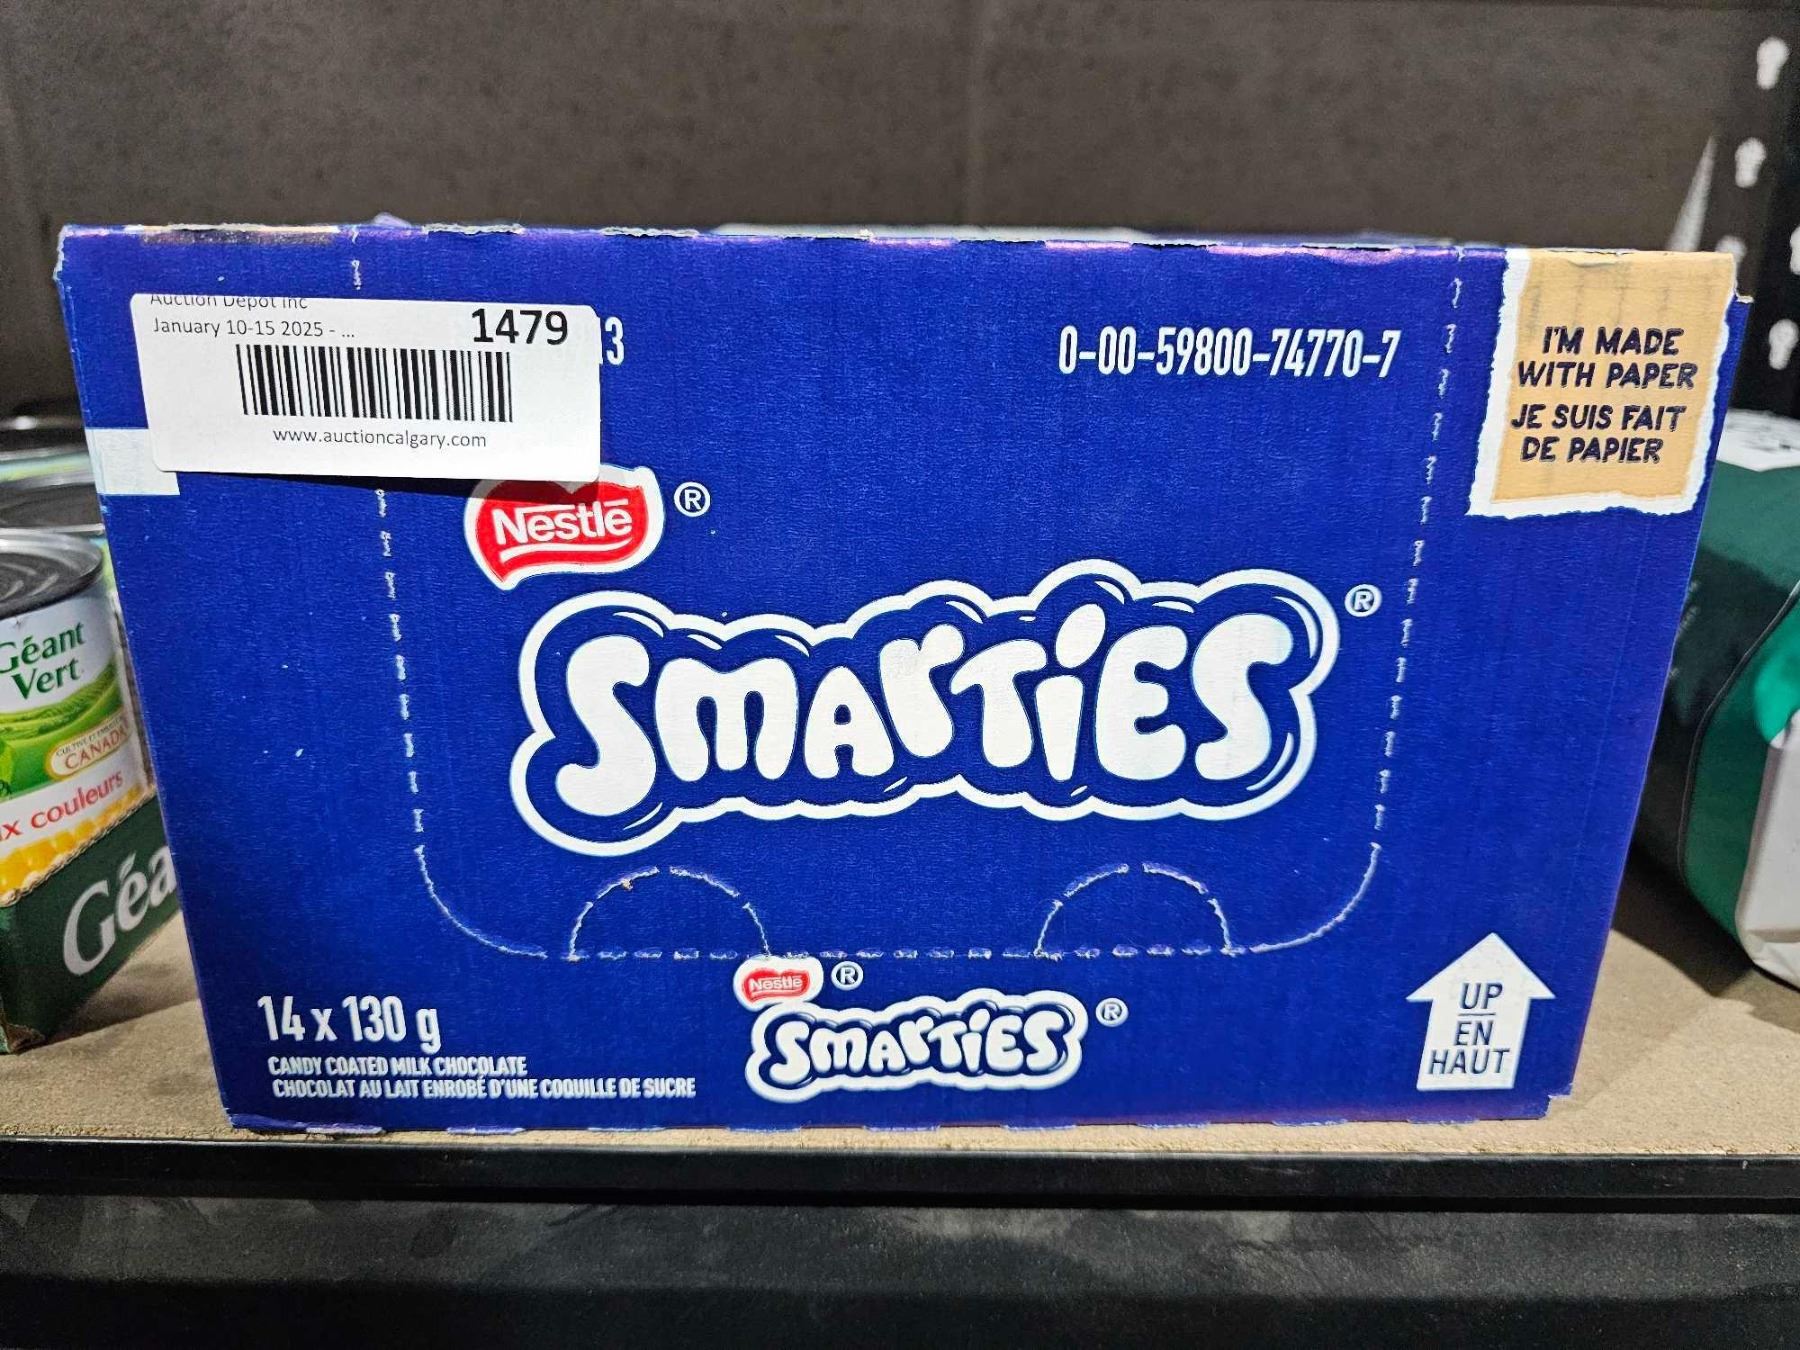 Auction Depot Inc
January 10-15 2025 - ...
1479
www.auctioncalgary.com
13
0-00-59800-74770-7
I'M MADE
WITH PAPER
JE SUIS FAIT
DE PAPIER
Nestlé ®
SMARTIES ®
Nestlé ®
SMARTIES ®
14 x 130 g
CANDY COATED MILK CHOCOLATE
CHOCOLAT AU LAIT ENROBÉ D'UNE COQUILLE DE SUCRE
UP
EN
HAUT
Géant
Vert
CANADA
x couleurs
Géa